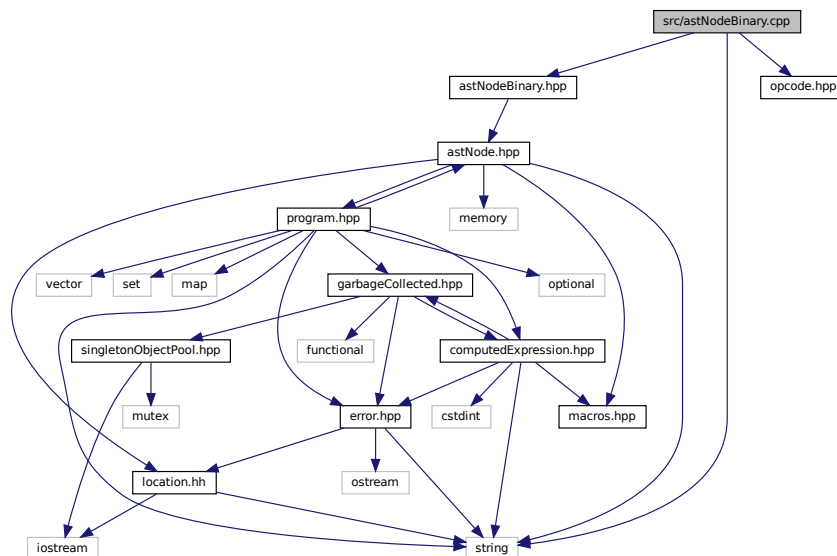 src/astNodeBinary.cpp
astNodeBinary.hpp
opcode.hpp
astNode.hpp
program.hpp
memory
vector
set
map
garbageCollected.hpp
optional
singletonObjectPool.hpp
functional
computedExpression.hpp
mutex
error.hpp
cstdint
macros.hpp
location.hh
ostream
iostream
string